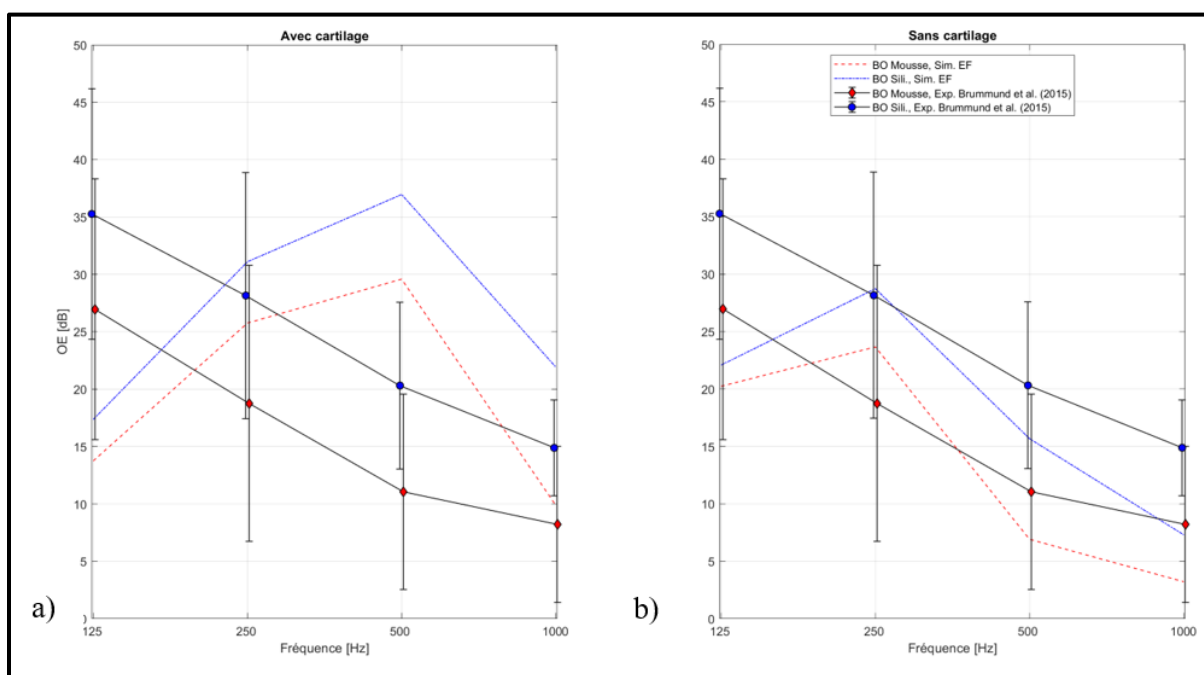 Avec cartilage
50
45
40
35
30
25
20
15
10
5
OE [dB]
125
250
500
1000
Fréquence [Hz]
a)
Sans cartilage
BO Mousse, Sim. EF
BO Sili., Sim. EF
BO Mousse, Exp. Brummund et al. (2015)
BO Sili., Exp. Brummund et al. (2015)
50
45
40
35
30
25
20
15
10
5
0
125
250
500
1000
Fréquence [Hz]
b)